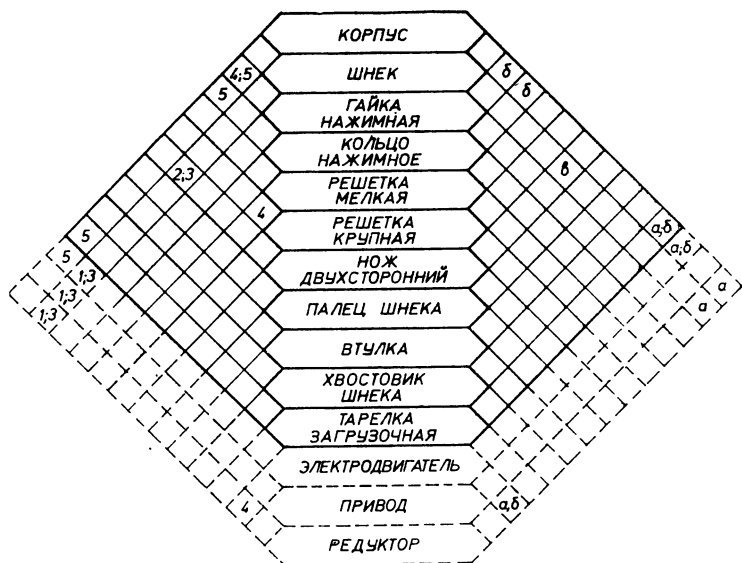 КОРПУС
4;5
ШНЕК
б
б
5
ГАЙКА
НАЖИМНАЯ
КОЛЬЦО
НАЖИМНОЕ
2;3
в
РЕШЕТКА
МЕЛКАЯ
4
РЕШЕТКА
КРУПНАЯ
а,б
5
а,б
5
НОЖ
ДВУХСТОРОННИЙ
1;3
а
1;3
ПАЛЕЦ ШНЕКА
а
1;3
ВТУЛКА
ХВОСТОВИК
ШНЕКА
ТАРЕЛКА
ЗАГРУЗОЧНАЯ
ЭЛЕКТРОДВИГАТЕЛЬ
4
ПРИВОД
а,б
РЕДУКТОР